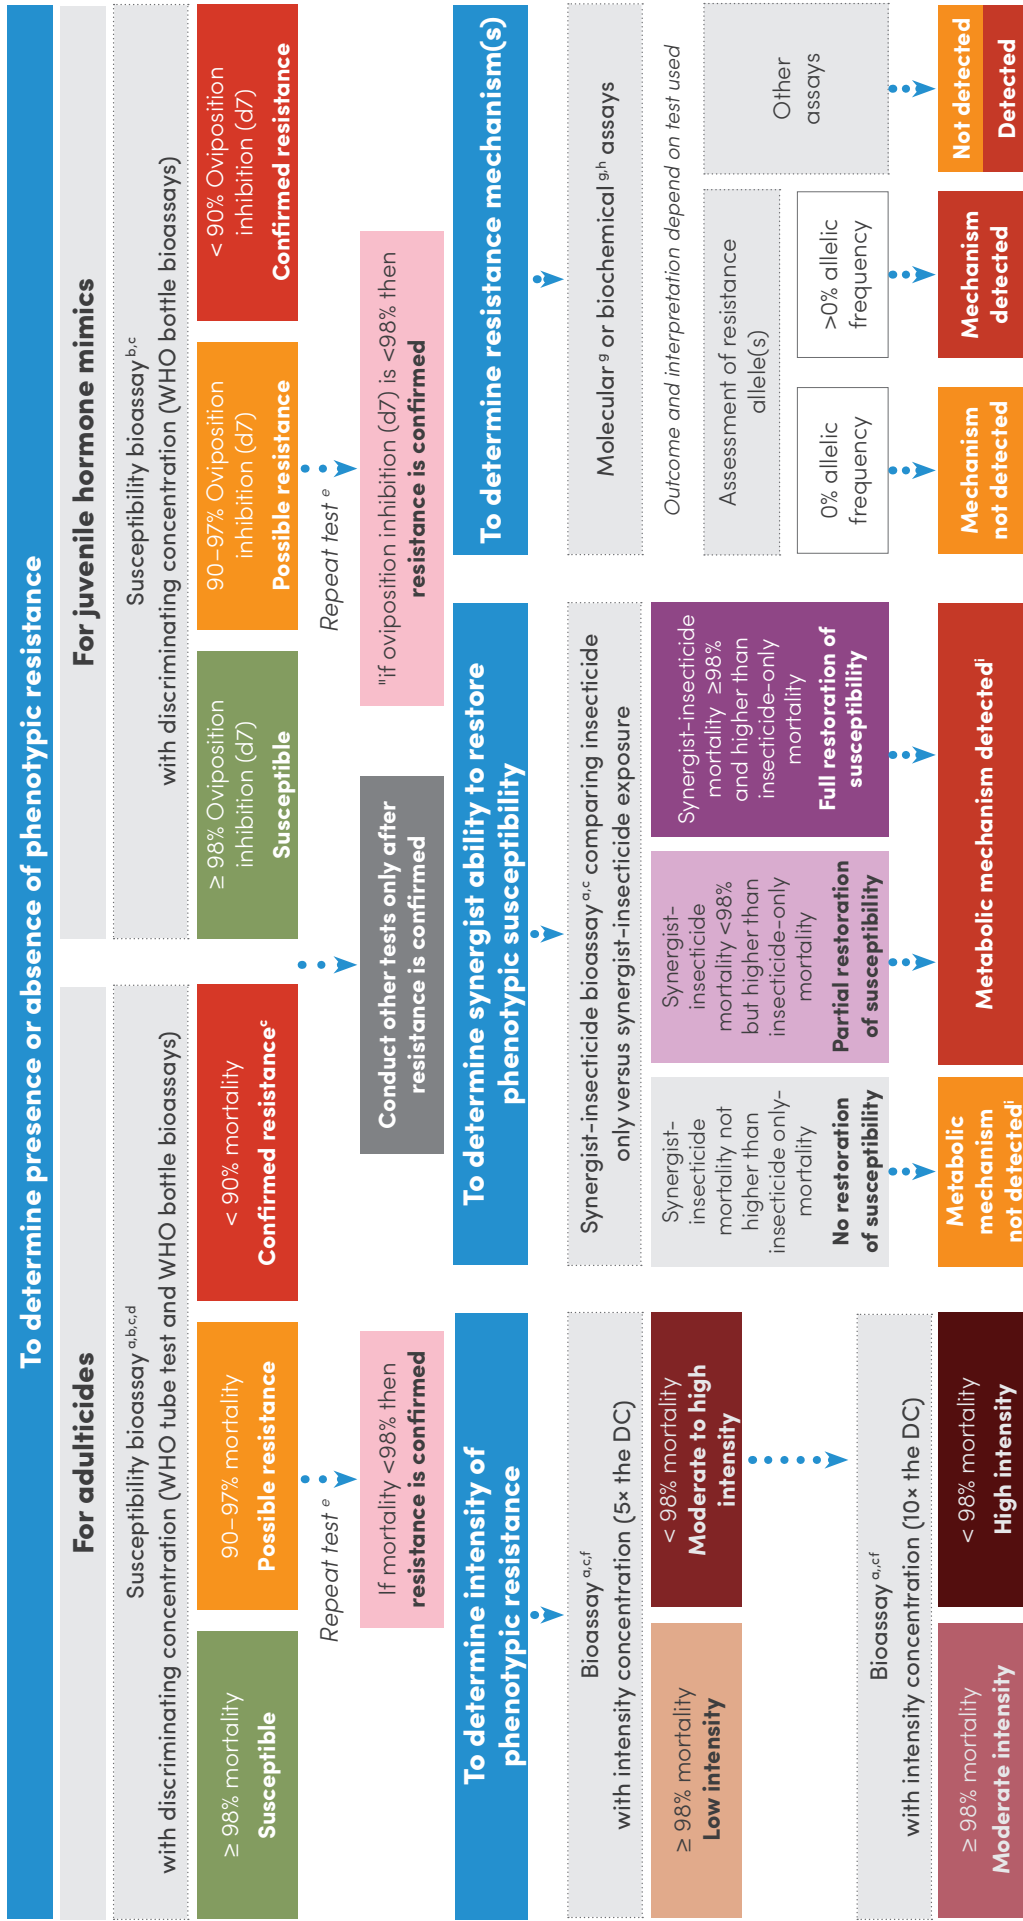 To determine presence or absence of phenotypic resistance
For adulticides
Susceptibility bioassay a,b,c,d
with discriminating concentration (WHO tube test and WHO bottle bioassays)
≥ 98% mortality
Susceptible
90–97% mortality
Possible resistance
< 90% mortality
Confirmed resistancec
Repeat test e
If mortality <98% then
resistance is confirmed
For juvenile hormone mimics
Susceptibility bioassay b,c
with discriminating concentration (WHO bottle bioassays)
≥ 98% Oviposition
inhibition (d7)
Susceptible
90–97% Oviposition
inhibition (d7)
Possible resistance
< 90% Oviposition
inhibition (d7)
Confirmed resistance
Repeat test e
"if oviposition inhibition (d7) is <98% then
resistance is confirmed
Conduct other tests only after
resistance is confirmed
To determine intensity of
phenotypic resistance
Bioassay a,c,f
with intensity concentration (5× the DC)
≥ 98% mortality
Low intensity
< 98% mortality
Moderate to high
intensity
Bioassay a,,cf
with intensity concentration (10× the DC)
≥ 98% mortality
Moderate intensity
< 98% mortality
High intensity
To determine synergist ability to restore
phenotypic susceptibility
Synergist-insecticide bioassay a,c comparing insecticide
only versus synergist-insecticide exposure
Synergist-
insecticide
mortality not
higher than
insecticide only-
mortality
No restoration
of susceptibility
Synergist-
insecticide
mortality <98%
but higher than
insecticide-only
mortality
Partial restoration
of susceptibility
Synergist-insecticide
mortality ≥98%
and higher than
insecticide-only
mortality
Full restoration of
susceptibility
Metabolic
mechanism
not detectedi
Metabolic mechanism detectedi
To determine resistance mechanism(s)
Molecular g or biochemical g,h assays
Outcome and interpretation depend on test used
Assessment of resistance
allele(s)
0% allelic
frequency
>0% allelic
frequency
Mechanism
not detected
Mechanism
detected
Other
assays
Not detected
Detected